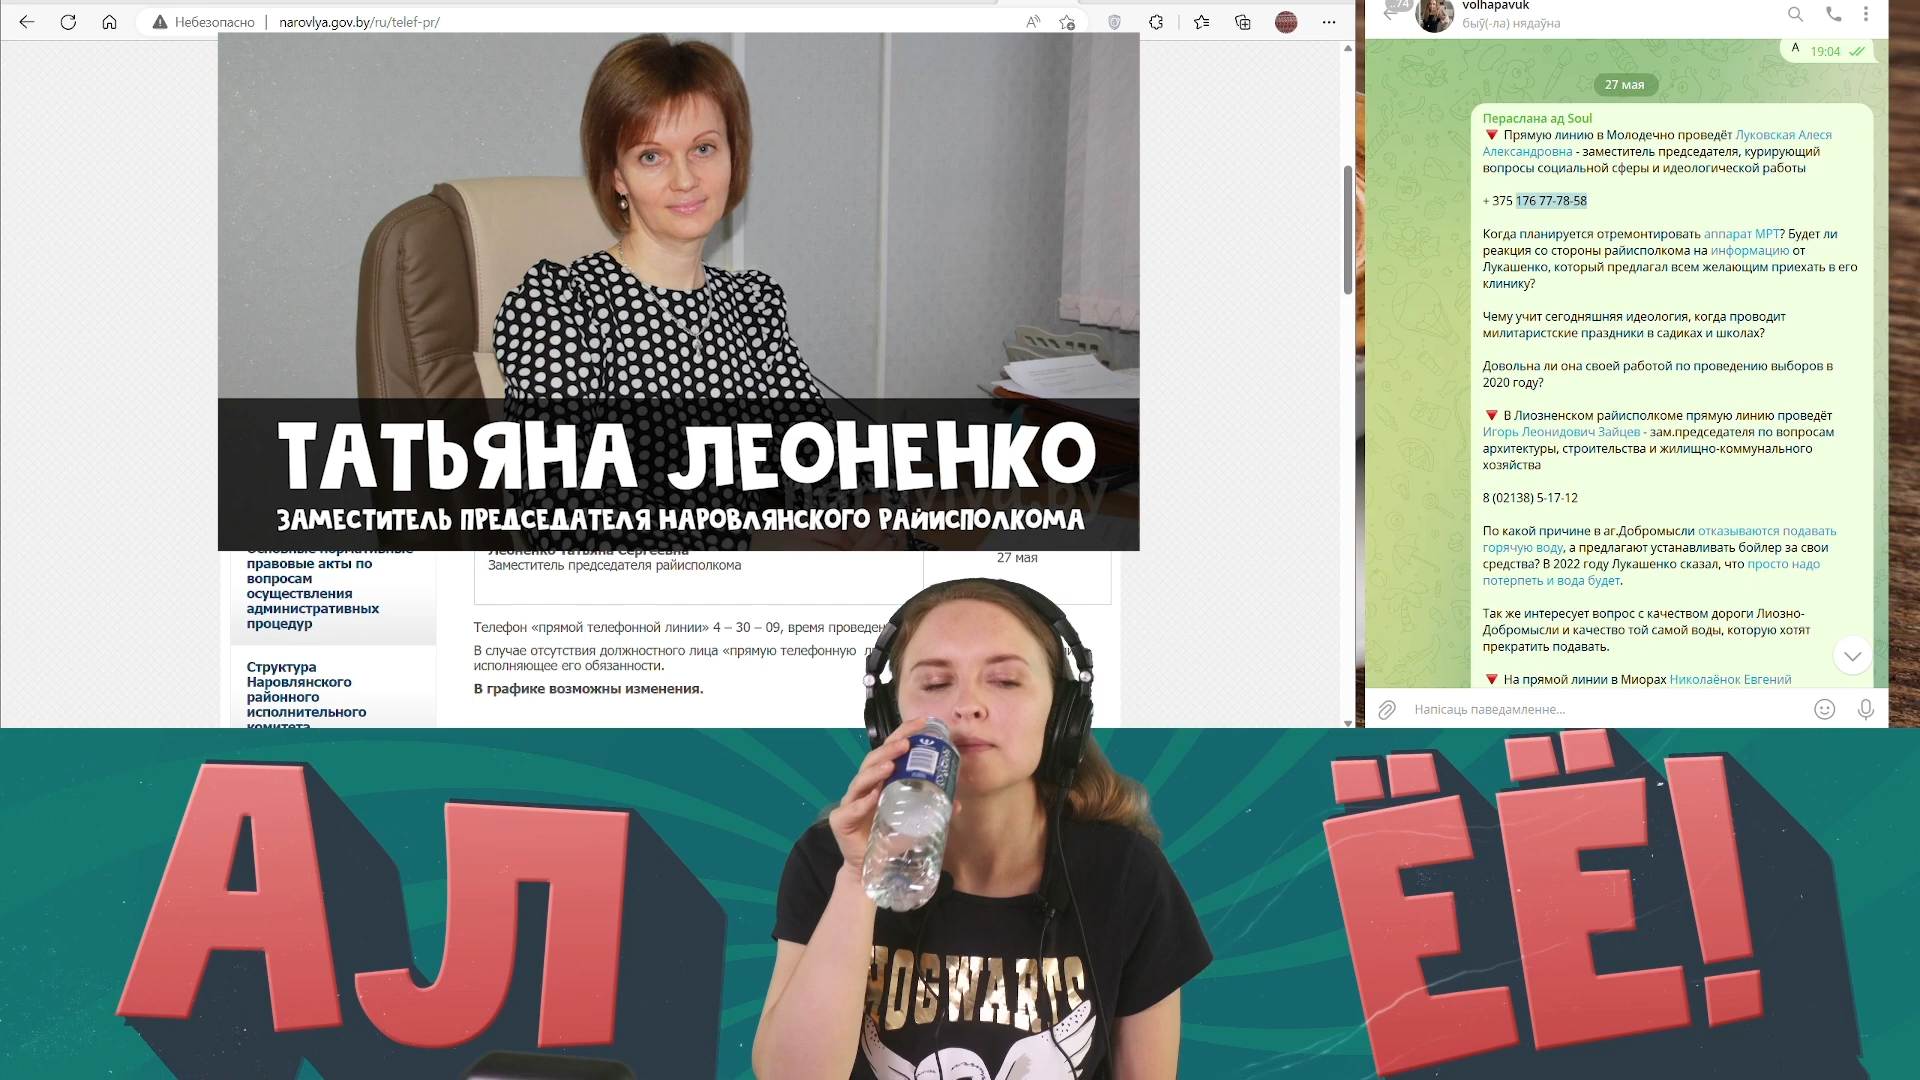 Небезопасно
narovlya.gov.by/ru/telef-pr/
ТАТЬЯНА ЛЕОНЕНКО
ЗАМЕСТИТЕЛЬ ПРЕДСЕДАТЕЛЯ НАРОВЛЯНСКОГО РАЙИСПОЛКОМА
Основные нормативные
правовые акты по
вопросам
осуществления
административных
процедур
Структура
Наровлянского
районного
исполнительного
комитета
Леоненко Татьяна Сергеевна
Заместитель председателя райисполкома
27 мая
Телефон «прямой телефонной линии» 4 – 30 – 09, время
В случае отсутствия должностного лица «прямую телефонную
исполняющее его обязанности.
В графике возможны изменения.
HOGWARTS
АЛ
ЁЁ!
..74
volhapavuk
быў(-ла) нядаўна
А 19:04
27 мая
Пераслана ад Soul
🔻 Прямую линию в Молодечно проведёт Луковская Алеся
Александровна - заместитель председателя, курирующий
вопросы социальной сферы и идеологической работы
+ 375 176 77-78-58
Когда планируется отремонтировать аппарат МРТ? Будет ли
реакция со стороны райисполкома на информацию от
Лукашенко, который предлагал всем желающим приехать в его
клинику?
Чему учит сегодняшняя идеология, когда проводит
милитаристские праздники в садиках и школах?
Довольна ли она своей работой по проведению выборов в
2020 году?
🔻 В Лиозненском райисполкоме прямую линию проведёт
Игорь Леонидович Зайцев - зам.председателя по вопросам
архитектуры, строительства и жилищно-коммунального
хозяйства
8 (02138) 5-17-12
По какой причине в аг.Добромысли отказываются подавать
горячую воду, а предлагают устанавливать бойлер за свои
средства? В 2022 году Лукашенко сказал, что просто надо
потерпеть и вода будет.
Так же интересует вопрос с качеством дороги Лиозно-
Добромысли и качество той самой воды, которую хотят
прекратить подавать.
🔻 На прямой линии в Миорах Николаёнок Евгений
Напісаць паведамленне...